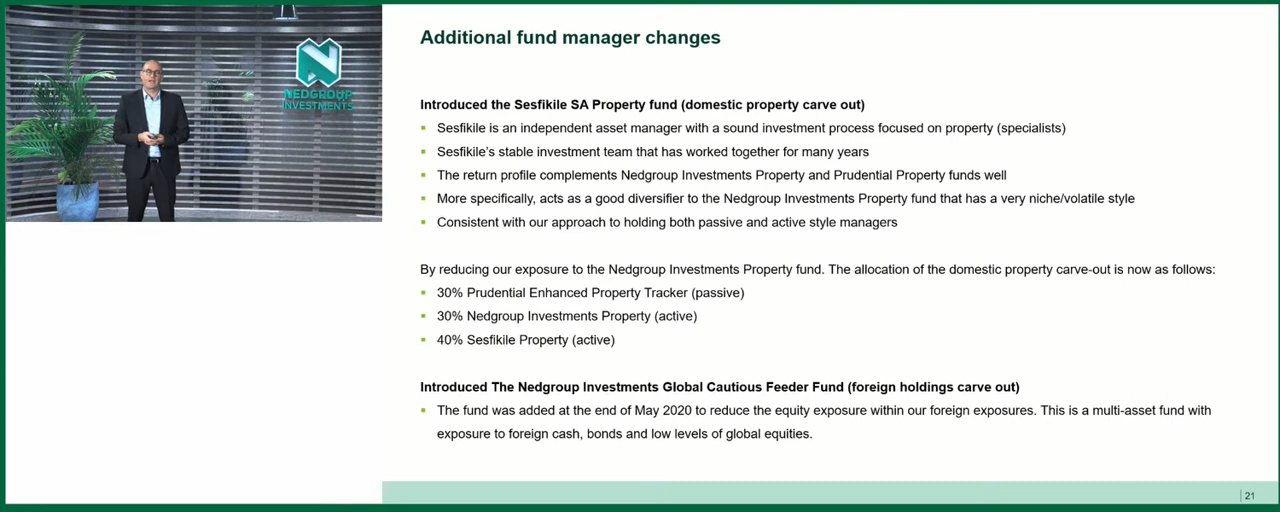 NEDGROUP
INVESTMENTS
Additional fund manager changes
Introduced the Sesfikile SA Property fund (domestic property carve out)
▪ Sesfikile is an independent asset manager with a sound investment process focused on property (specialists)
▪ Sesfikile's stable investment team that has worked together for many years
▪ The return profile complements Nedgroup Investments Property and Prudential Property funds well
▪ More specifically, acts as a good diversifier to the Nedgroup Investments Property fund that has a very niche/volatile style
▪ Consistent with our approach to holding both passive and active style managers
By reducing our exposure to the Nedgroup Investments Property fund. The allocation of the domestic property carve-out is now as follows:
▪ 30% Prudential Enhanced Property Tracker (passive)
▪ 30% Nedgroup Investments Property (active)
▪ 40% Sesfikile Property (active)
Introduced The Nedgroup Investments Global Cautious Feeder Fund (foreign holdings carve out)
▪ The fund was added at the end of May 2020 to reduce the equity exposure within our foreign exposures. This is a multi-asset fund with
exposure to foreign cash, bonds and low levels of global equities.
21